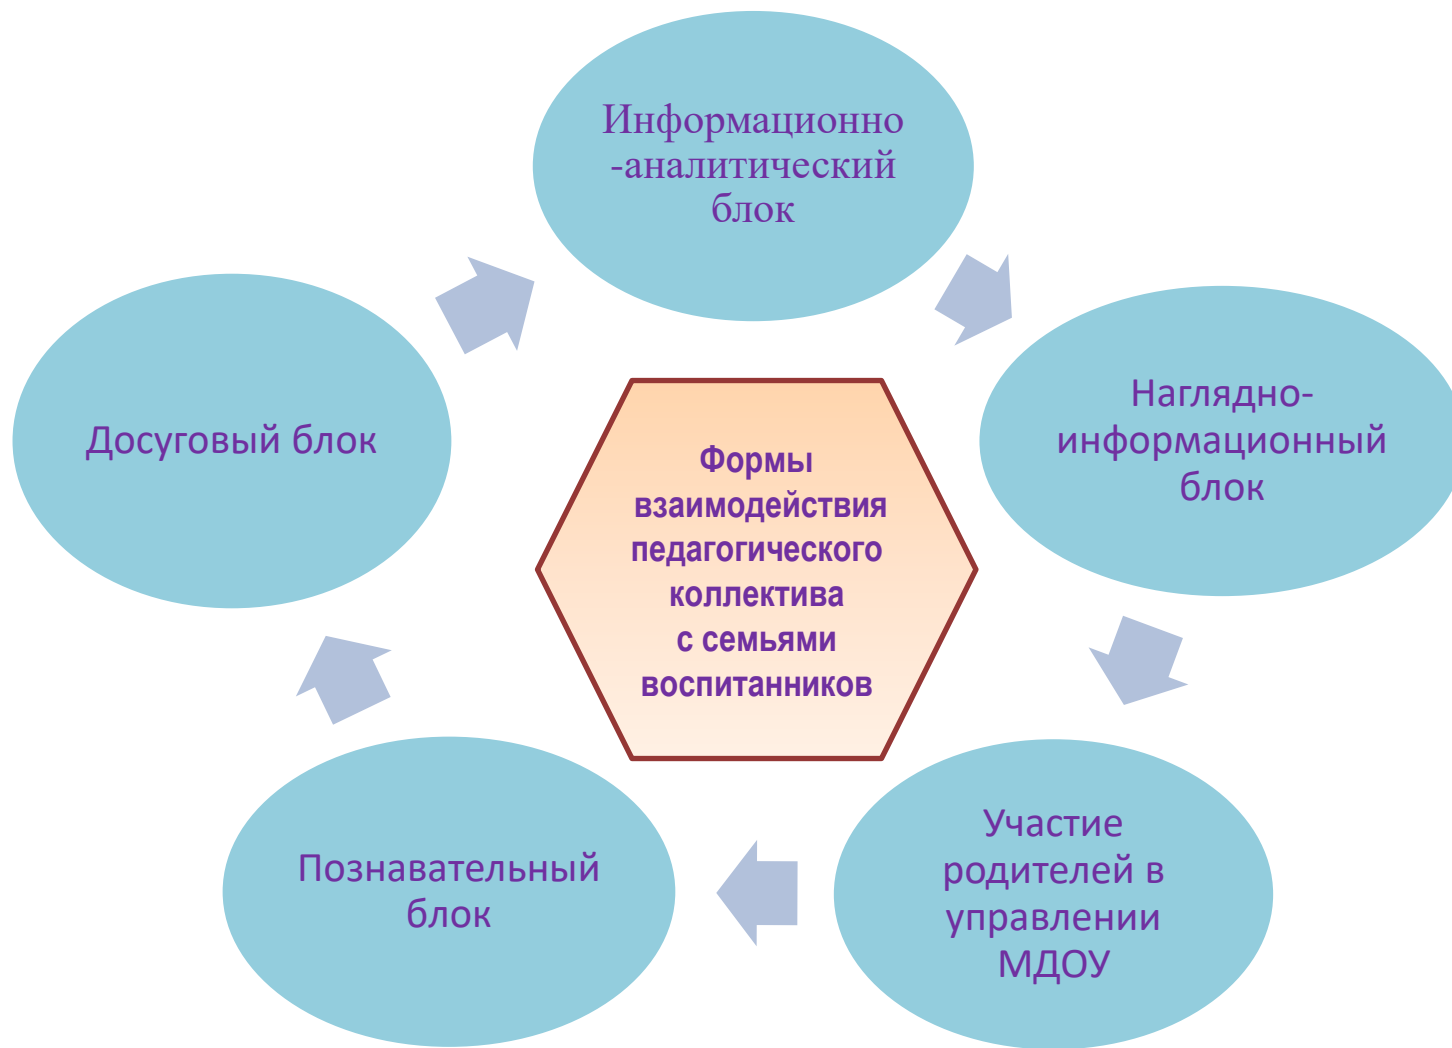 Информационно
-аналитический
блок
Наглядно-
информационный
блок
Участие
родителей в
управлении
МДОУ
Познавательный
блок
Досуговый блок
Формы
взаимодействия
педагогического
коллектива
с семьями
воспитанников